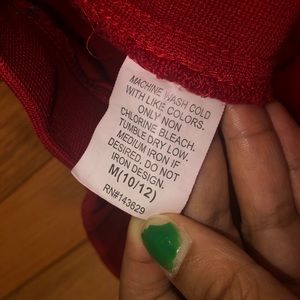 MACHINE WASH COLD
WITH LIKE COLORS.
ONLY NON
CHLORINE BLEACH.
TUMBLE DRY LOW.
MEDIUM IRON IF
DESIRED. DO NOT
IRON DESIGN.
M(10/12)
RN#143629